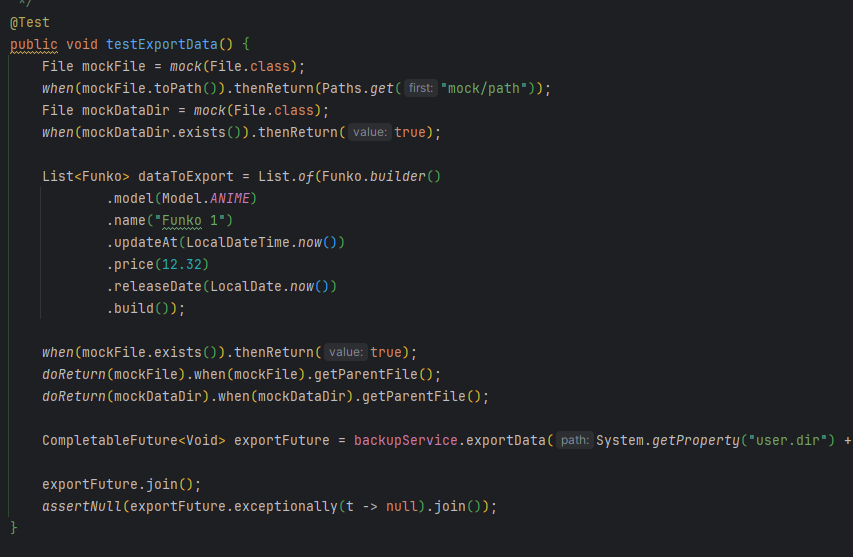 */
@Test
public void testExportData() {
File mockFile = mock(File.class);
when(mockFile.toPath()).thenReturn(Paths.get( first: "mock/path"));
File mockDataDir = mock(File.class);
when(mockDataDir.exists()).thenReturn( value: true);
List<Funko> dataToExport = List.of(Funko.builder()
.model(Model.ANIME)
.name("Funko 1")
.updateAt(LocalDateTime.now())
.price(12.32)
.releaseDate(LocalDate.now())
.build());
when(mockFile.exists()).thenReturn( value: true);
doReturn(mockFile).when(mockFile).getParentFile();
doReturn(mockDataDir).when(mockDataDir).getParentFile();
CompletableFuture<Void> exportFuture = backupService.exportData( path: System.getProperty("user.dir") +
exportFuture.join();
assertNull(exportFuture.exceptionally(t -> null).join());
}